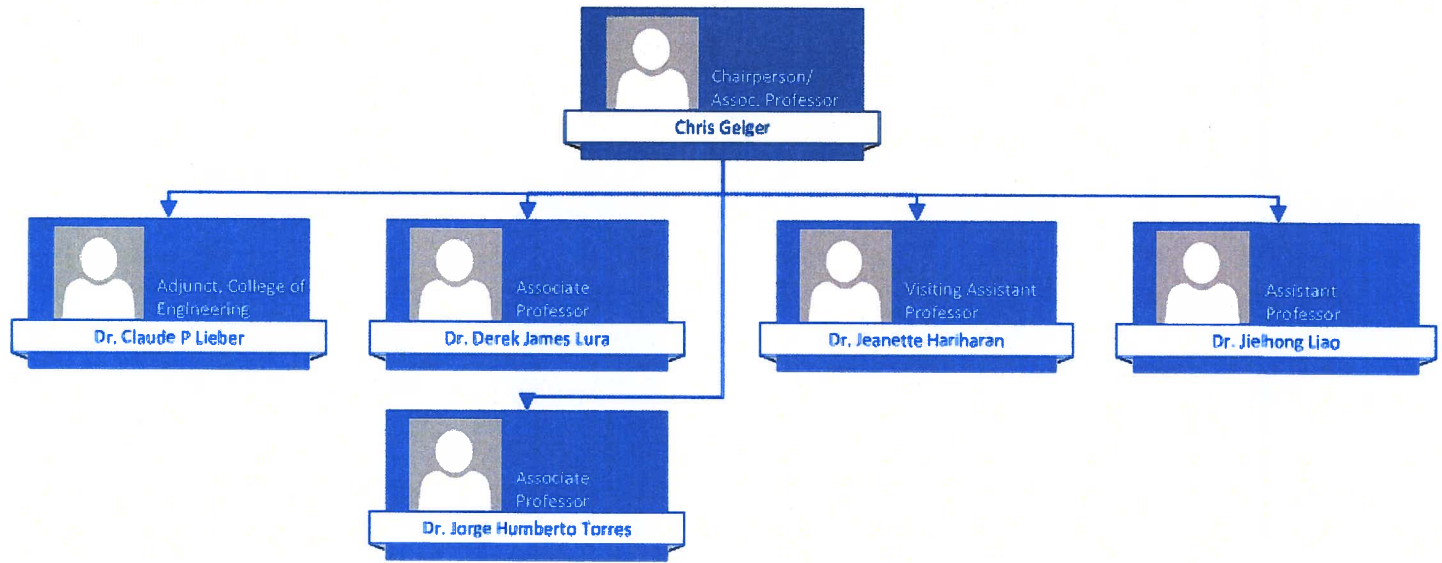 Chairperson/
Assoc. Professor
Chris Geiger
Adjunct, College of
Engineering
Dr. Claude P Lieber
Associate
Professor
Dr. Derek James Lura
Visiting Assistant
Professor
Dr. Jeanette Hariharan
Assistant
Professor
Dr. Jiehong Liao
Associate
Professor
Dr. Jorge Humberto Torres